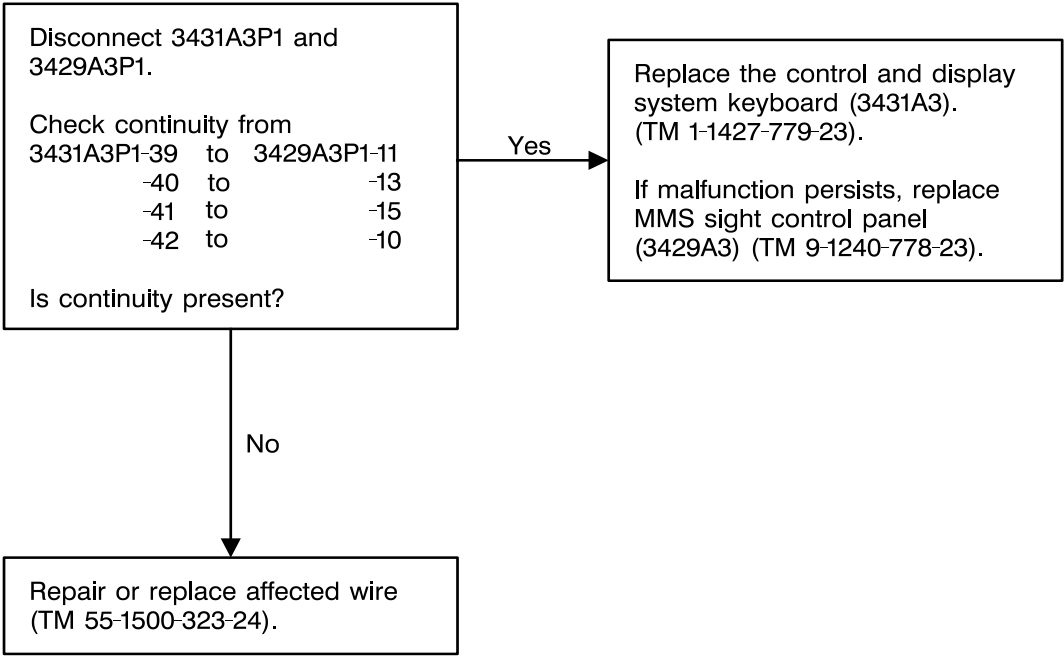 Disconnect 3431A3P1 and
3429A3P1.
Check continuity from
3431A3P1-39 to 3429A3P1-11
-40 to -13
-41 to -15
-42 to -10
Is continuity present?
Yes
Replace the control and display
system keyboard (3431A3).
(TM 1-1427-779-23).
If malfunction persists, replace
MMS sight control panel
(3429A3) (TM 9-1240-778-23).
No
Repair or replace affected wire
(TM 55-1500-323-24).